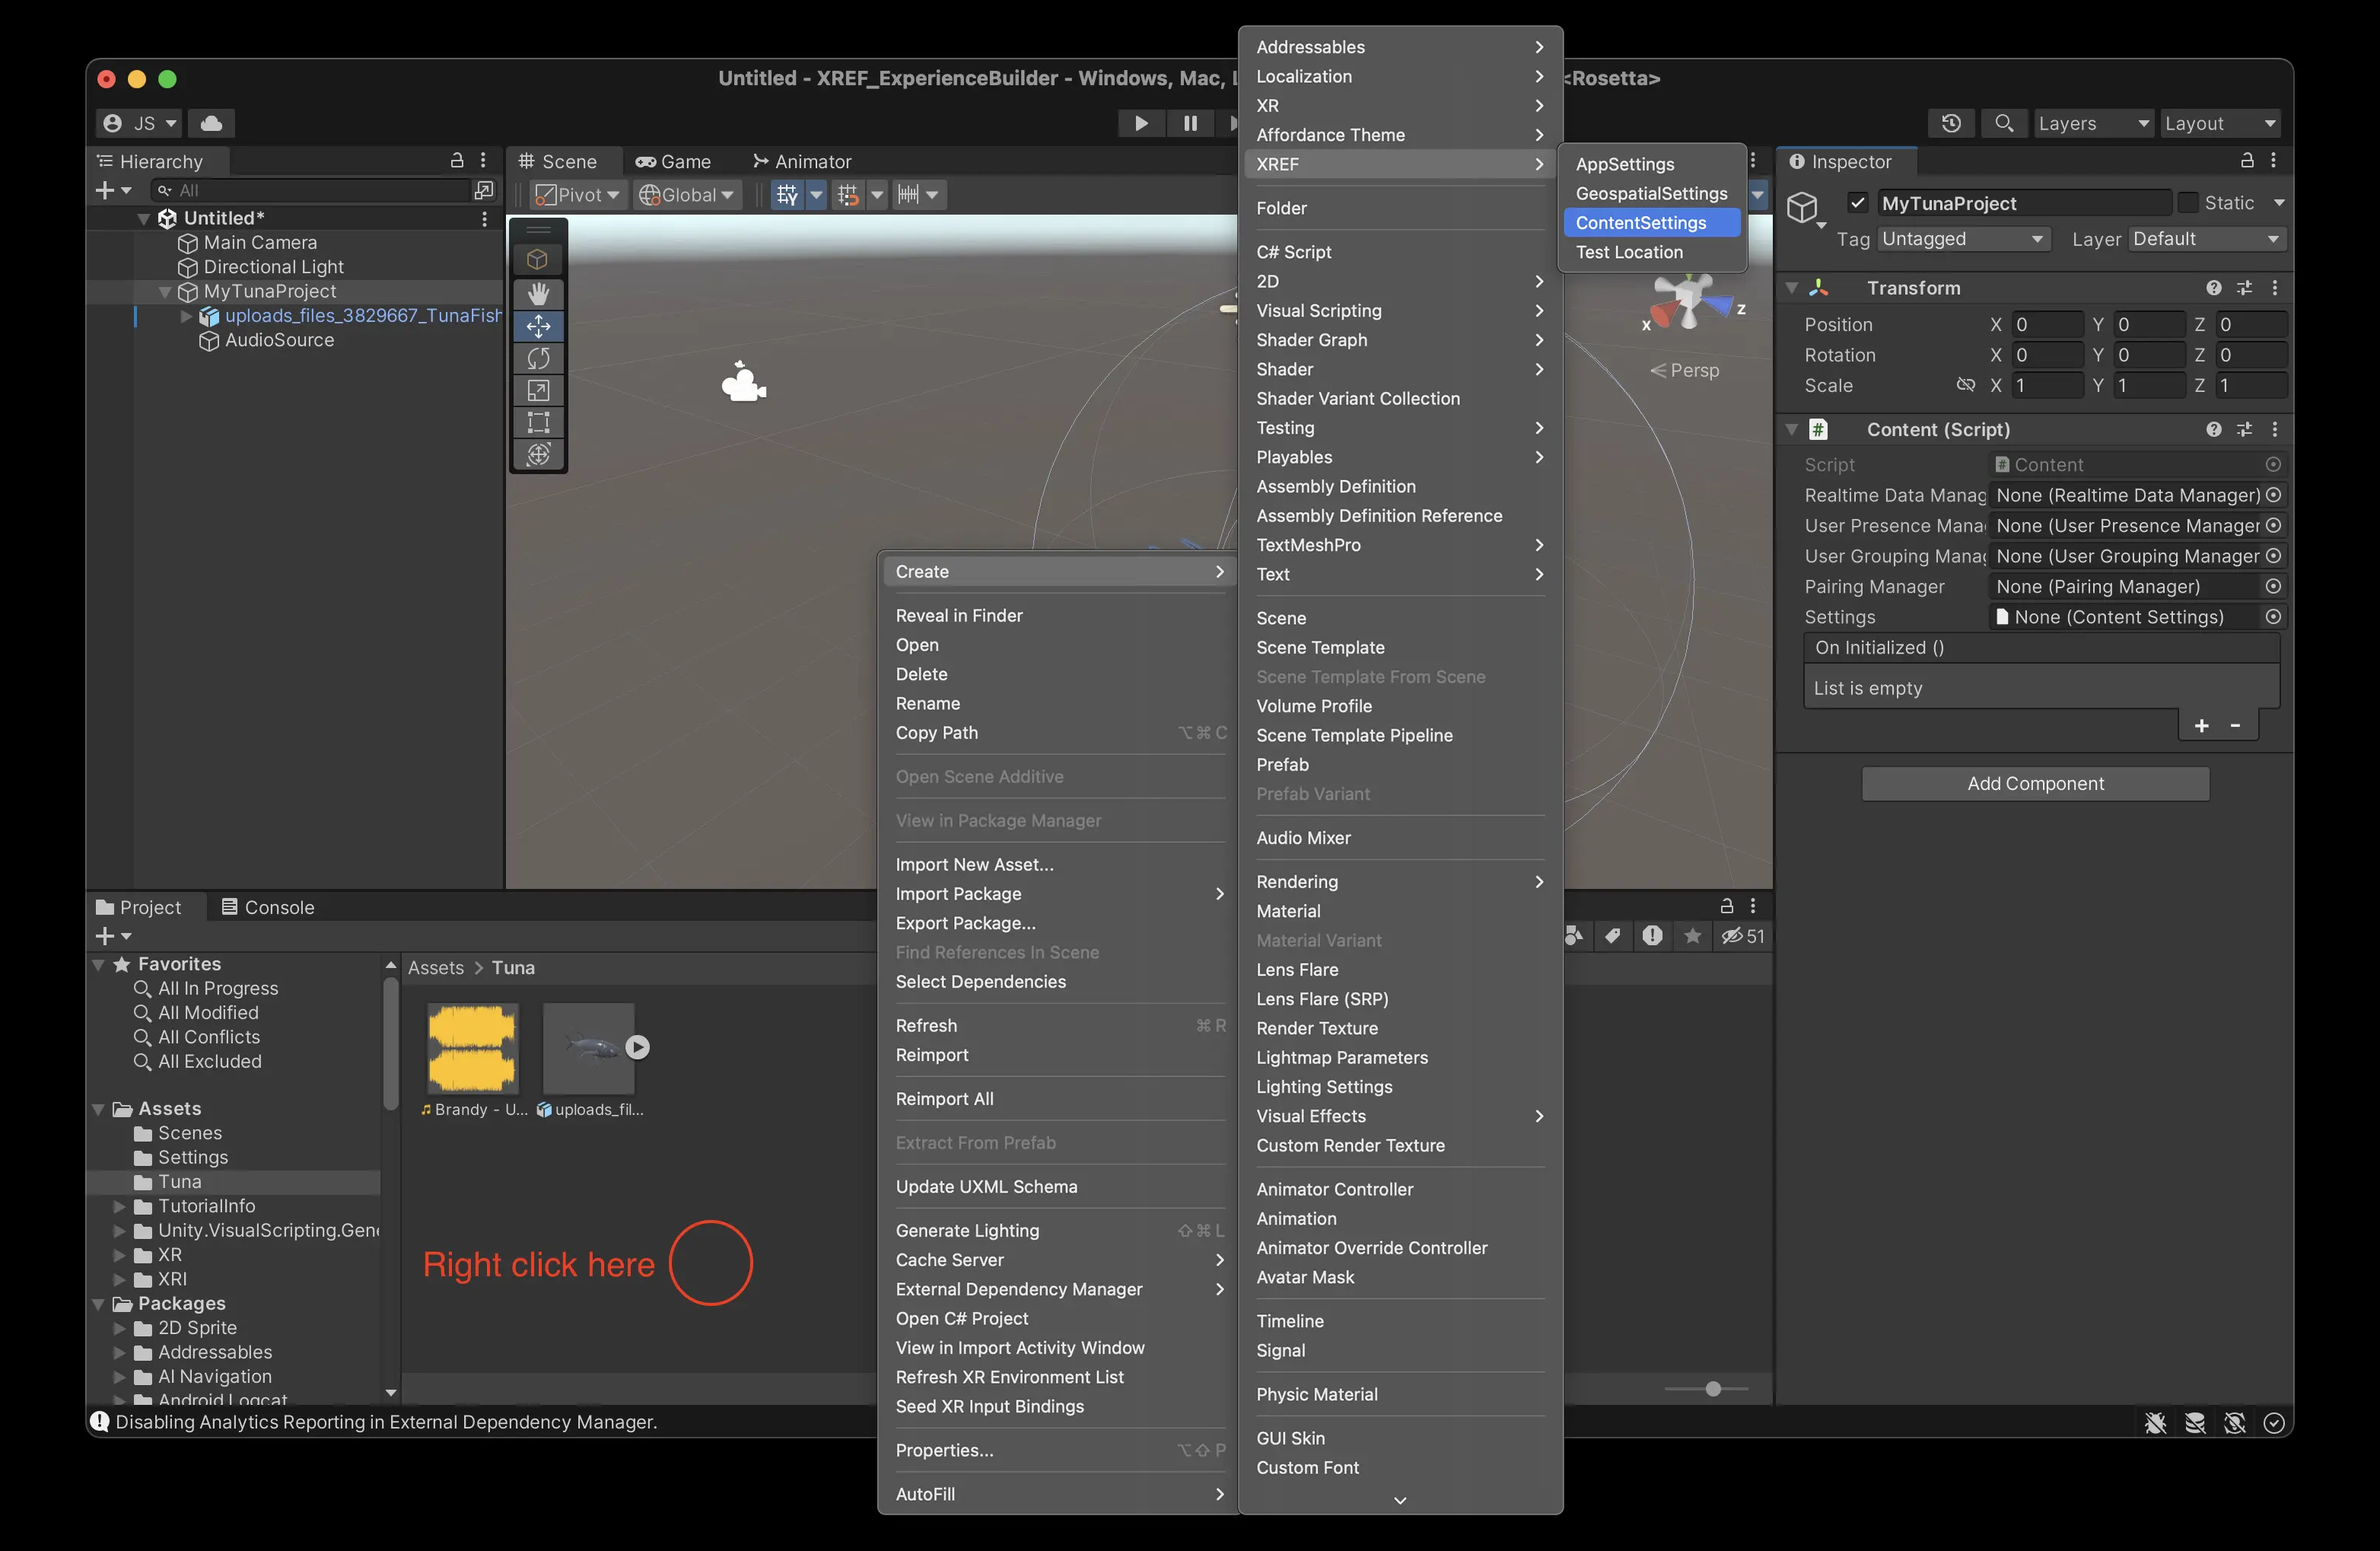 Untitled - XREF_ExperienceBuilder - Windows, Mac, L
<Rosetta>
JS
Layers
Layout
Hierarchy
All
Untitled*
Main Camera
Directional Light
MyTunaProject
uploads_files_3829667_TunaFish
AudioSource
Scene
Game
Animator
Pivot
Global
x
z
Persp
Create
Reveal in Finder
Open
Delete
Rename
Copy Path ⌥⌘C
Open Scene Additive
View in Package Manager
Import New Asset...
Import Package
Export Package...
Find References In Scene
Select Dependencies
Refresh ⌘R
Reimport
Reimport All
Extract From Prefab
Update UXML Schema
Generate Lighting ⇧⌘L
Cache Server
External Dependency Manager
Open C# Project
View in Import Activity Window
Refresh XR Environment List
Seed XR Input Bindings
Properties... ⌥⇧P
AutoFill
Addressables
Localization
XR
Affordance Theme
XREF
Folder
C# Script
2D
Visual Scripting
Shader Graph
Shader
Shader Variant Collection
Testing
Playables
Assembly Definition
Assembly Definition Reference
TextMeshPro
Text
Scene
Scene Template
Scene Template From Scene
Volume Profile
Scene Template Pipeline
Prefab
Prefab Variant
Audio Mixer
Rendering
Material
Material Variant
Lens Flare
Lens Flare (SRP)
Render Texture
Lightmap Parameters
Lighting Settings
Visual Effects
Custom Render Texture
Animator Controller
Animation
Animator Override Controller
Avatar Mask
Timeline
Signal
Physic Material
GUI Skin
Custom Font
AppSettings
GeospatialSettings
ContentSettings
Test Location
Inspector
MyTunaProject
Static
Tag Untagged
Layer Default
Transform
Position X 0 Y 0 Z 0
Rotation X 0 Y 0 Z 0
Scale X 1 Y 1 Z 1
# Content (Script)
Script # Content
Realtime Data Manag None (Realtime Data Manager)
User Presence Mana None (User Presence Manager
User Grouping Manag None (User Grouping Manager
Pairing Manager None (Pairing Manager)
Settings None (Content Settings)
On Initialized ()
List is empty
+ -
Add Component
Project
Console
51
Favorites
All In Progress
All Modified
All Conflicts
All Excluded
Assets
Scenes
Settings
Tuna
TutorialInfo
Unity.VisualScripting.Gene
XR
XRI
Packages
2D Sprite
Addressables
AI Navigation
Android Logcat
Assets > Tuna
Brandy - U...
uploads_fil...
Right click here
Disabling Analytics Reporting in External Dependency Manager.